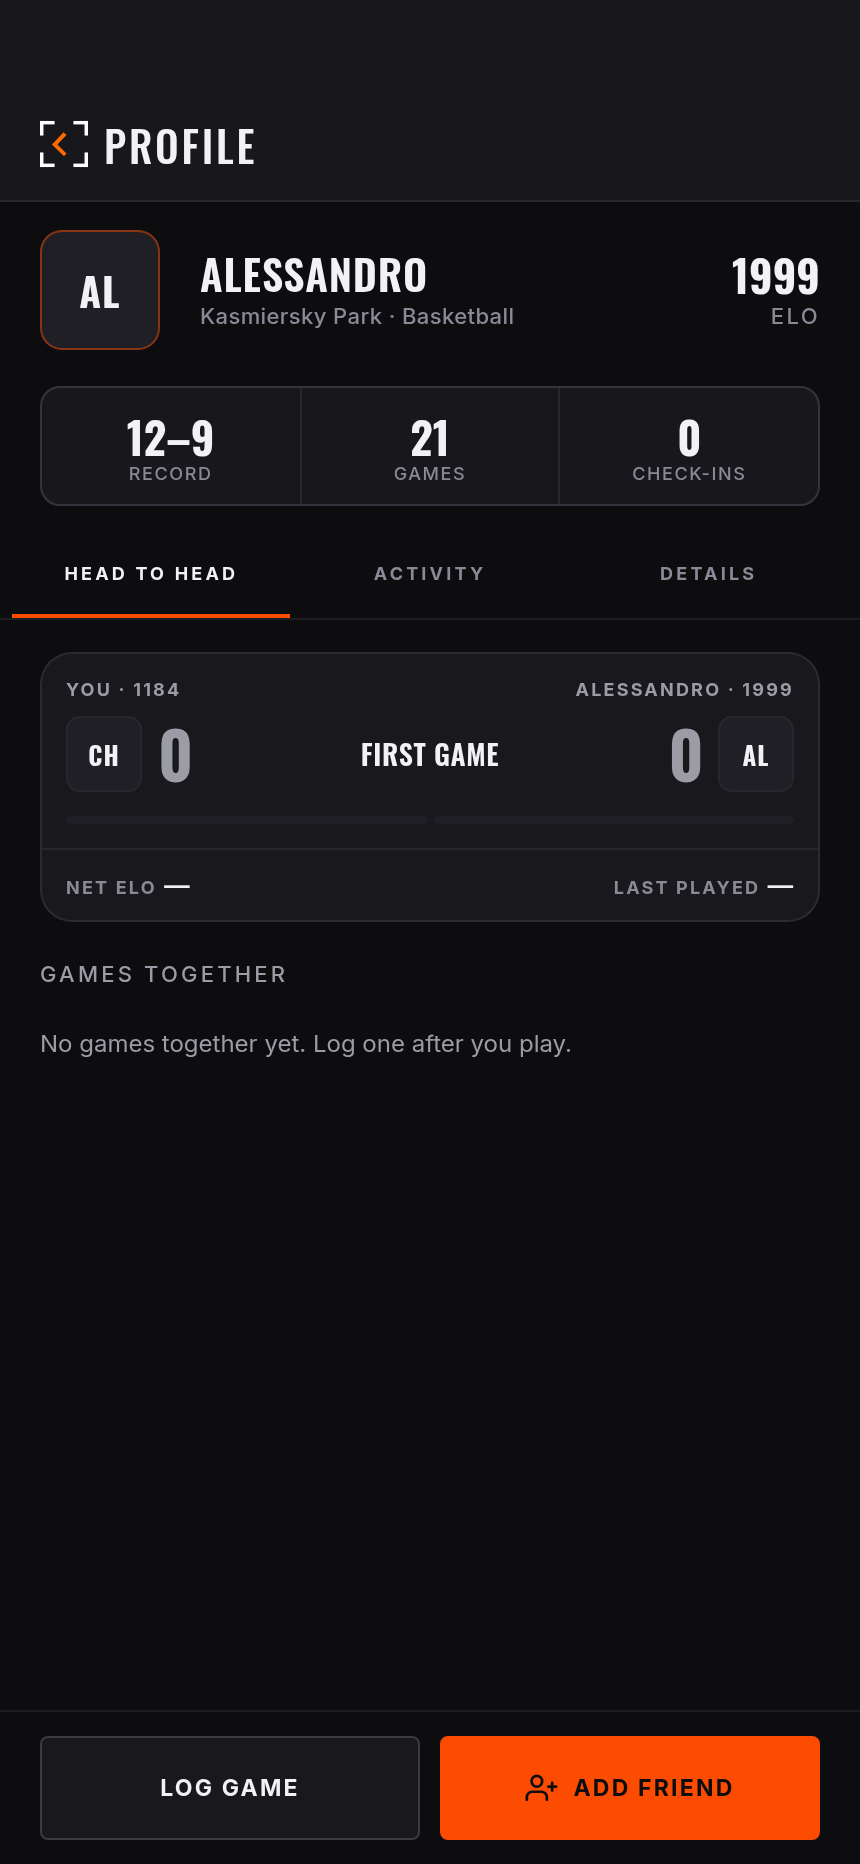 PROFILE
AL
ALESSANDRO
Kasmiersky Park · Basketball
1999
ELO
12–9
RECORD
21
GAMES
0
CHECK-INS
HEAD TO HEAD
ACTIVITY
DETAILS
YOU · 1184
ALESSANDRO · 1999
CH
0
FIRST GAME
0
AL
NET ELO —
LAST PLAYED —
GAMES TOGETHER
No games together yet. Log one after you play.
LOG GAME
ADD FRIEND